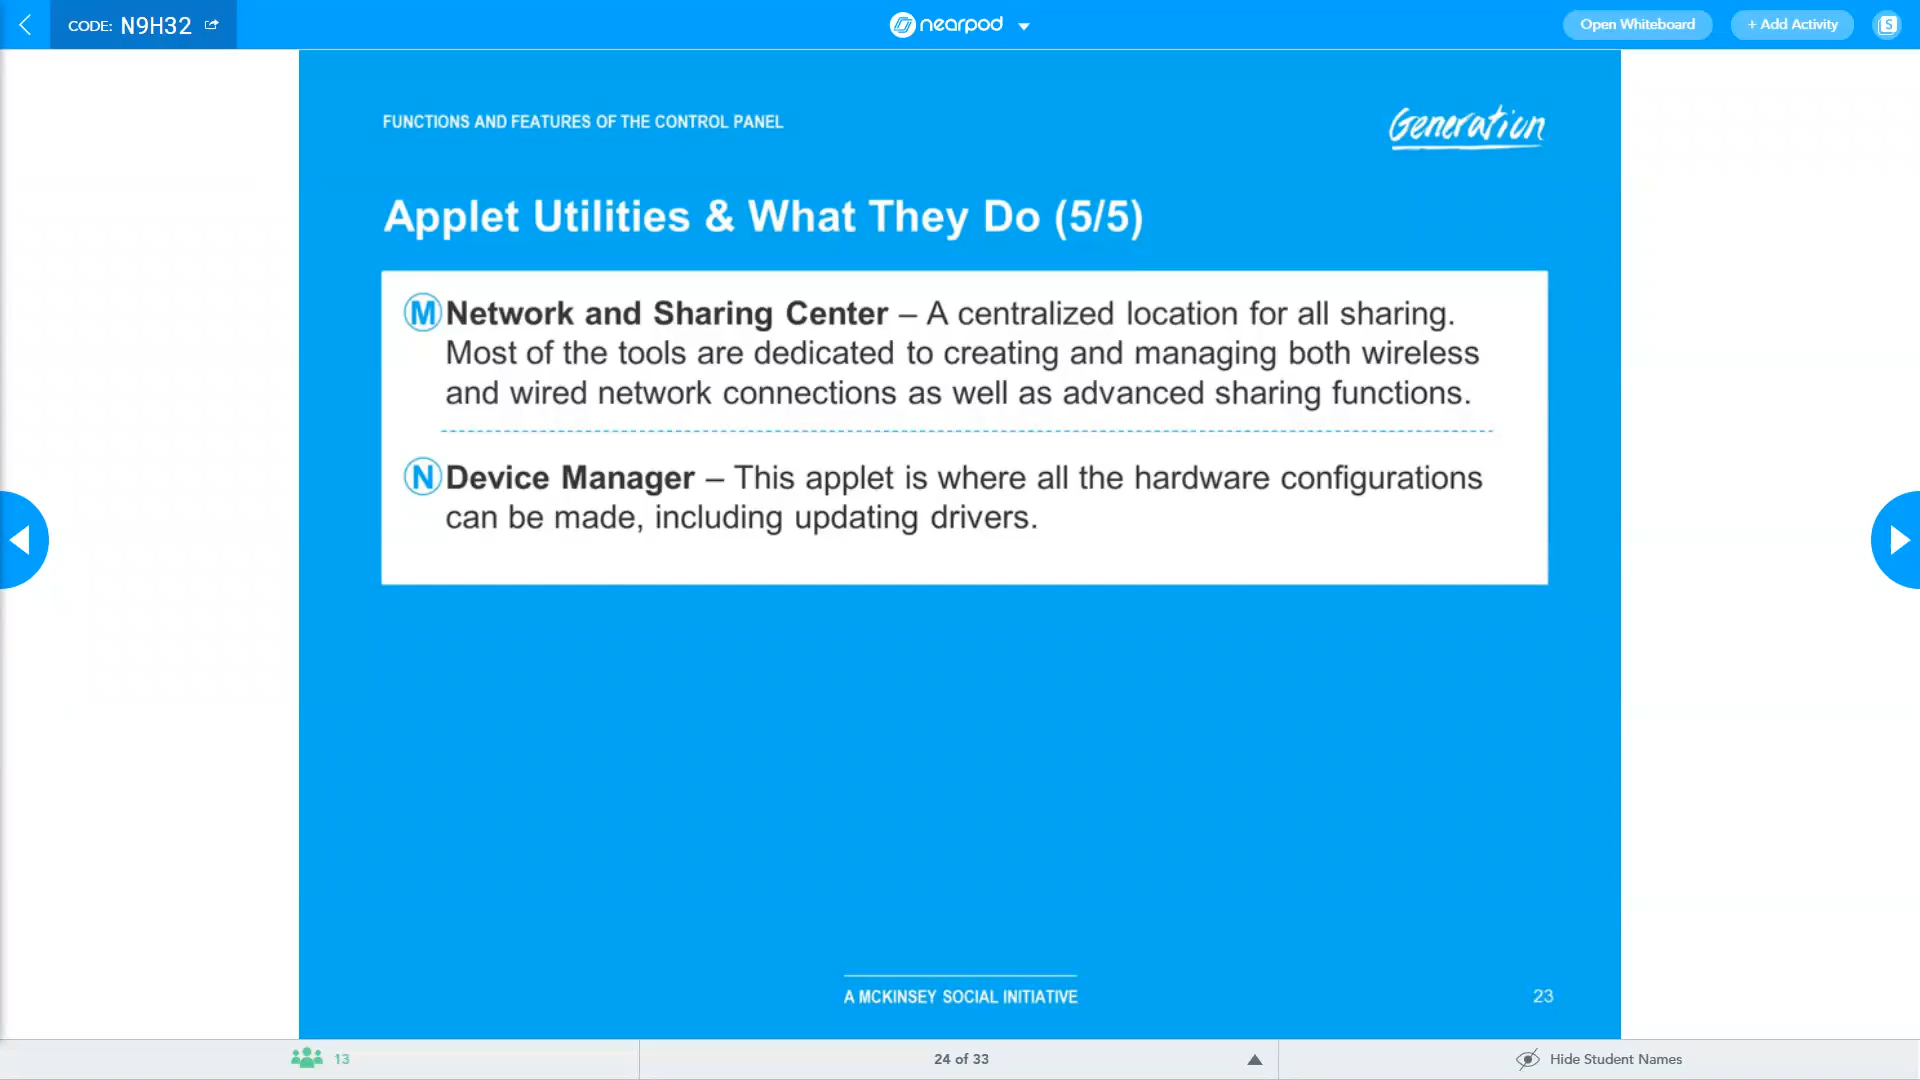 CODE: N9H32
nearpod
Open Whiteboard
+ Add Activity
S
FUNCTIONS AND FEATURES OF THE CONTROL PANEL
Generation
Applet Utilities & What They Do (5/5)
M Network and Sharing Center – A centralized location for all sharing.
Most of the tools are dedicated to creating and managing both wireless
and wired network connections as well as advanced sharing functions.
N Device Manager – This applet is where all the hardware configurations
can be made, including updating drivers.
A MCKINSEY SOCIAL INITIATIVE
23
13
24 of 33
Hide Student Names